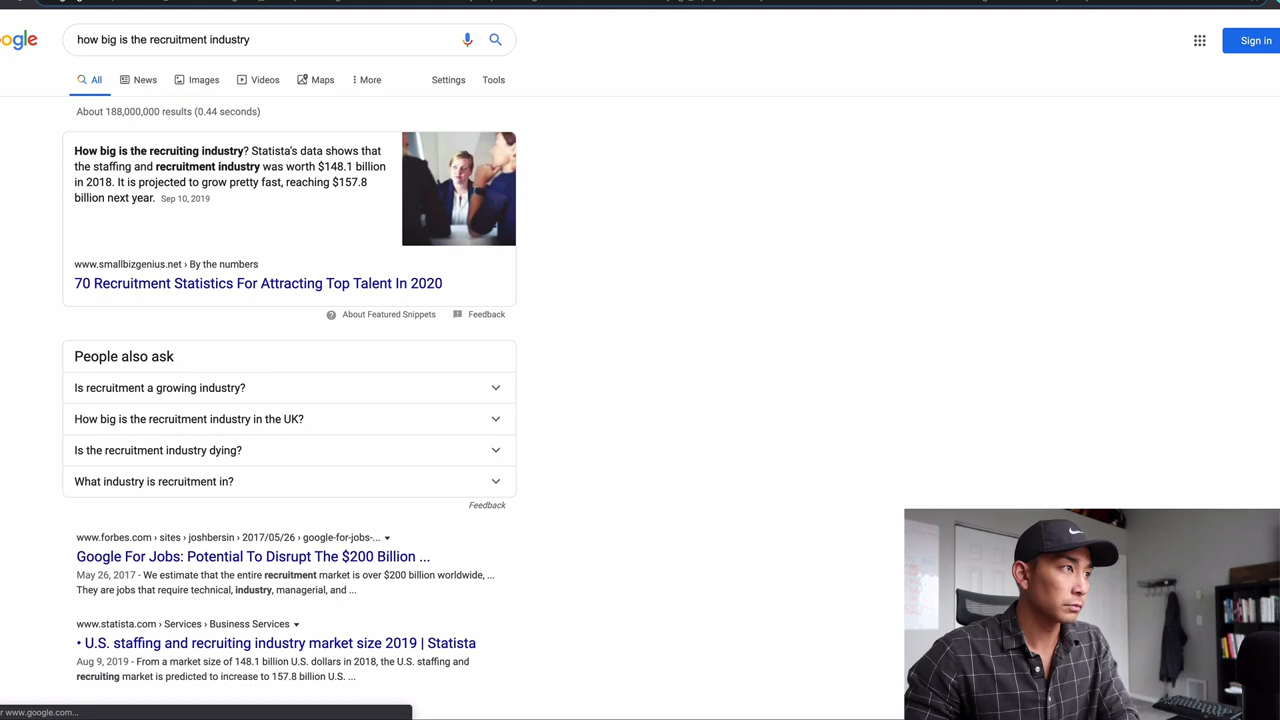 ogle
how big is the recruitment industry
Sign in
All
News
Images
Videos
Maps
More
Settings
Tools
About 188,000,000 results (0.44 seconds)
How big is the recruiting industry? Statista's data shows that
the staffing and recruitment industry was worth $148.1 billion
in 2018. It is projected to grow pretty fast, reaching $157.8
billion next year. Sep 10, 2019
www.smallbizgenius.net › By the numbers
70 Recruitment Statistics For Attracting Top Talent In 2020
About Featured Snippets
Feedback
People also ask
Is recruitment a growing industry?
How big is the recruitment industry in the UK?
Is the recruitment industry dying?
What industry is recruitment in?
Feedback
www.forbes.com › sites › joshbersin › 2017/05/26 › google-for-jobs-...
Google For Jobs: Potential To Disrupt The $200 Billion ...
May 26, 2017 - We estimate that the entire recruitment market is over $200 billion worldwide, ...
They are jobs that require technical, industry, managerial, and ...
www.statista.com › Services › Business Services
• U.S. staffing and recruiting industry market size 2019 | Statista
Aug 9, 2019 - From a market size of 148.1 billion U.S. dollars in 2018, the U.S. staffing and
recruiting market is predicted to increase to 157.8 billion U.S. ...
r www.google.com...